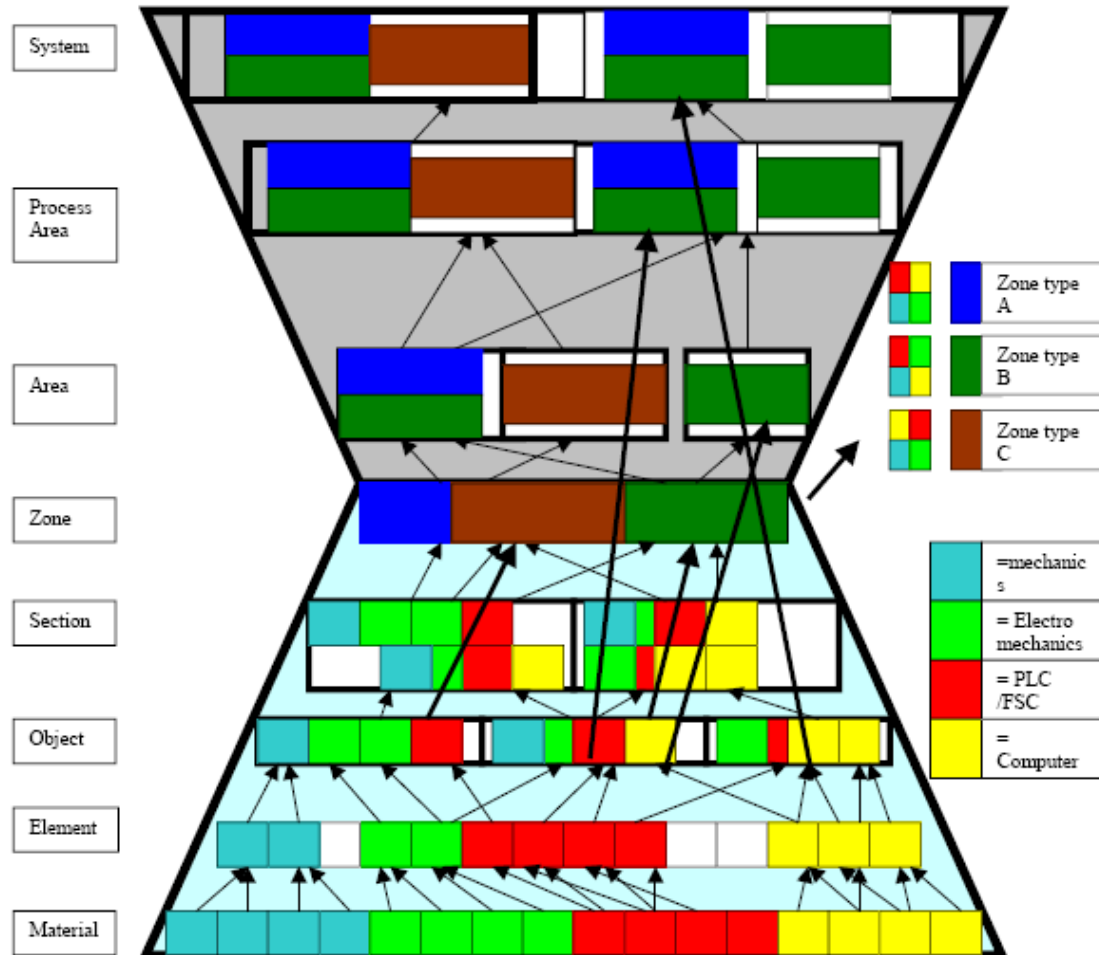 System
Process
Area
Zone type
A
Zone type
B
Area
Zone type
C
Zone
=mechanic
s
Section
= Electro
mechanics
= PLC
/FSC
Object
=
Computer
Element
Material